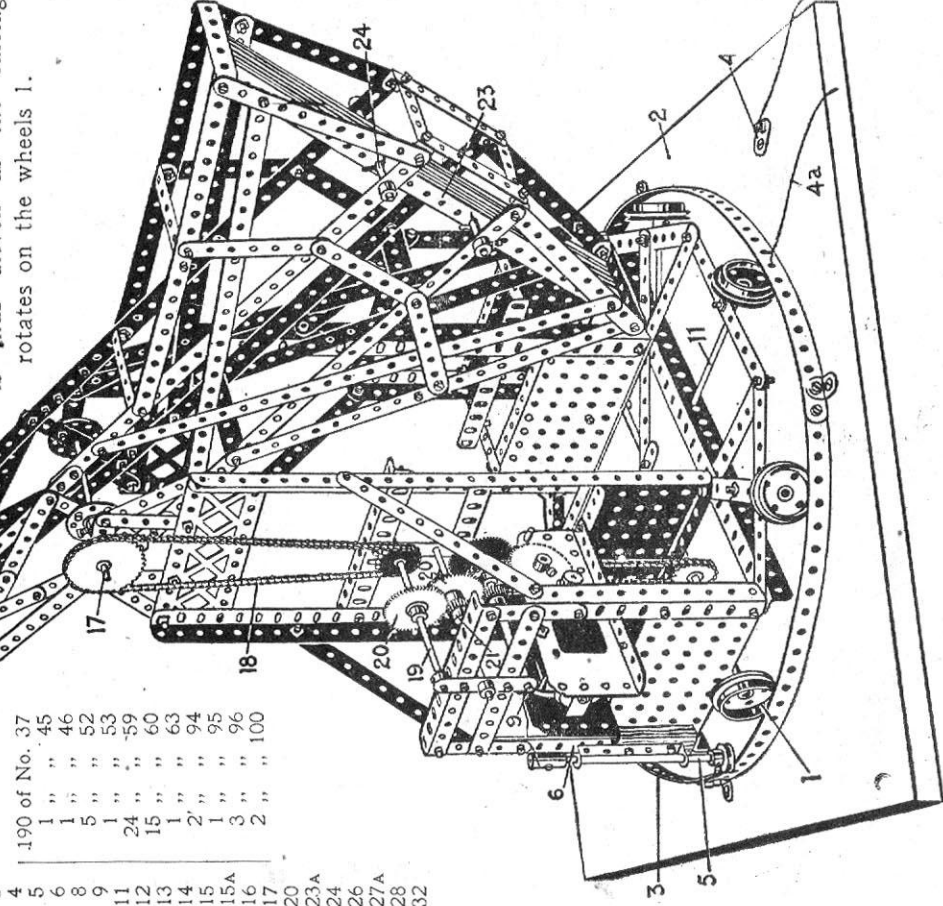 rotates on the wheels 1.
190 of No. 37
1 ,, ,, 45
1 ,, ,, 46
5 ,, ,, 52
1 ,, ,, 53
24 ,, ,, 59
15 ,, ,, 60
1 ,, ,, 63
2 ,, ,, 94
1 ,, ,, 95
3 ,, ,, 96
2 ,, ,, 100
4
5
6
8
9
11
12
14
15
15A
16
17
20
23A
24
26
27A
28
32
24
23
4
2
4a
11
17
18
20
19
21
9
6
1
3
5